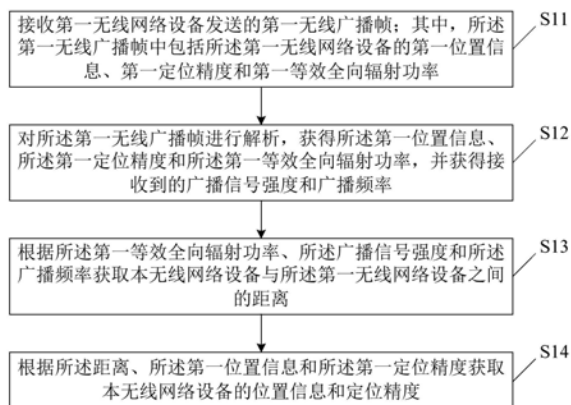 接收第一无线网络设备发送的第一无线广播帧；其中，所述
第一无线广播帧中包括所述第一无线网络设备的第一位置信
息、第一定位精度和第一等效全向辐射功率
S11
对所述第一无线广播帧进行解析，获得所述第一位置信息、
所述第一定位精度和所述第一等效全向辐射功率，并获得接
收到的广播信号强度和广播频率
S12
根据所述第一等效全向辐射功率、所述广播信号强度和所述
广播频率获取本无线网络设备与所述第一无线网络设备之间
的距离
S13
根据所述距离、所述第一位置信息和所述第一定位精度获取
本无线网络设备的位置信息和定位精度
S14